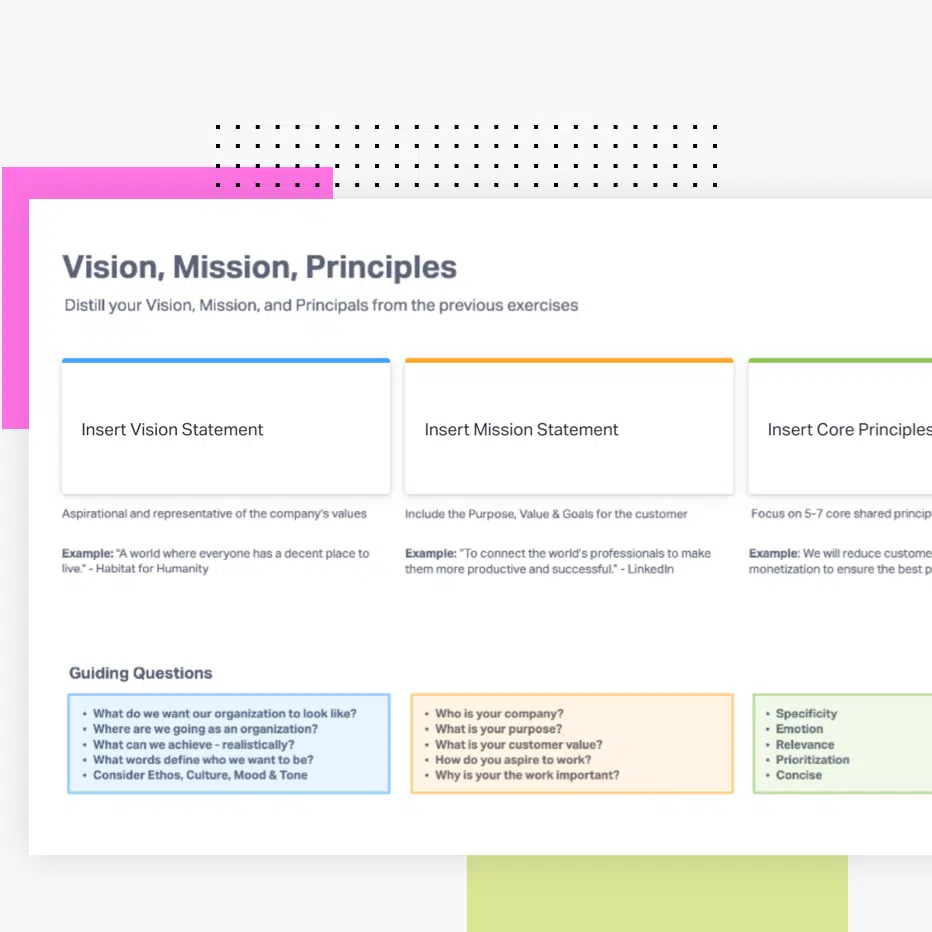 Vision, Mission, Principles
Distill your Vision, Mission, and Principals from the previous exercises
Insert Vision Statement
Insert Mission Statement
Insert Core Principles
Aspirational and representative of the company's values
Include the Purpose, Value & Goals for the customer
Focus on 5-7 core shared
Example: "A world where everyone has a decent place to
live." - Habitat for Humanity
Example: "To connect the world's professionals to make
them more productive and successful." - LinkedIn
Example: We will reduce
monetization to ensure the best
Guiding Questions
• What do we want our organization to look like?
• Where are we going as an organization?
• What can we achieve - realistically?
• What words define who we want to be?
• Consider Ethos, Culture, Mood & Tone
• Who is your company?
• What is your purpose?
• What is your customer value?
• How do you aspire to work?
• Why is your the work important?
• Specificity
• Emotion
• Relevance
• Prioritization
• Concise